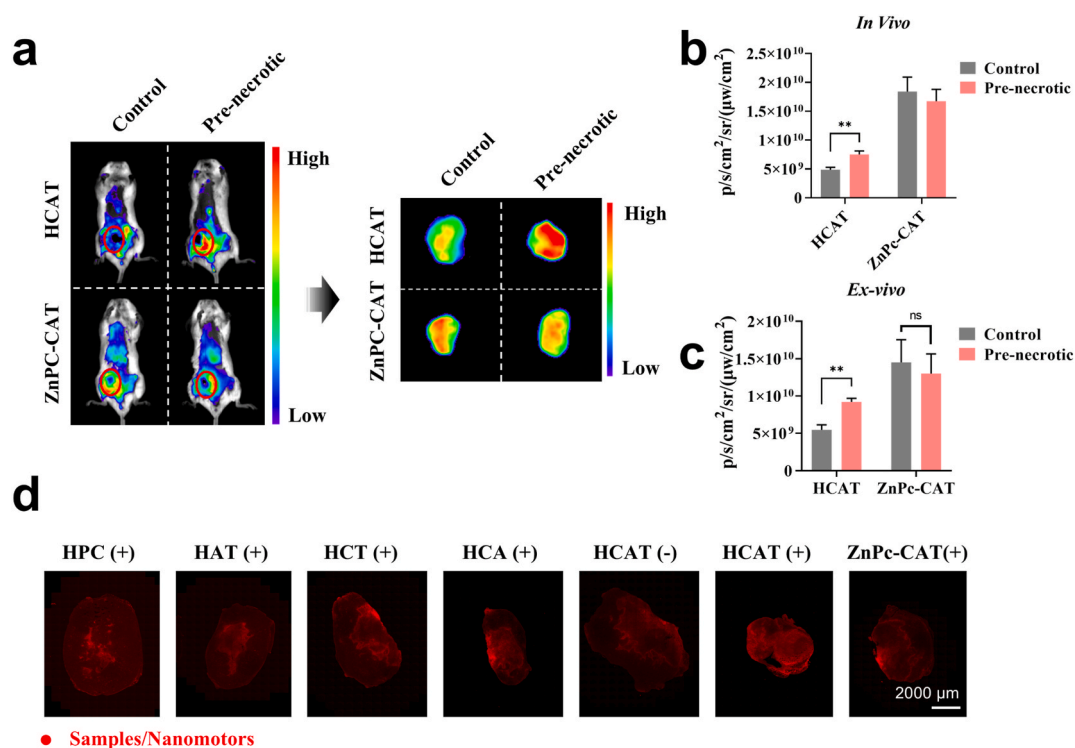 a
Control
Pre-necrotic
HCAT
ZnPC-CAT
High
Low
Control
Pre-necrotic
HCAT
ZnPC-CAT
High
Low
b
In Vivo
p/s/cm²/sr/(μw/cm²)
2.5×10¹⁰
2×10¹⁰
1.5×10¹⁰
1×10¹⁰
5×10⁹
0
**
HCAT
ZnPc-CAT
Control
Pre-necrotic
c
Ex-vivo
p/s/cm²/sr/(μw/cm²)
2×10¹⁰
1.5×10¹⁰
1×10¹⁰
5×10⁹
0
**
ns
HCAT
ZnPc-CAT
Control
Pre-necrotic
d
HPC (+)
HAT (+)
HCT (+)
HCA (+)
HCAT (-)
HCAT (+)
ZnPc-CAT(+)
2000 μm
Samples/Nanomotors